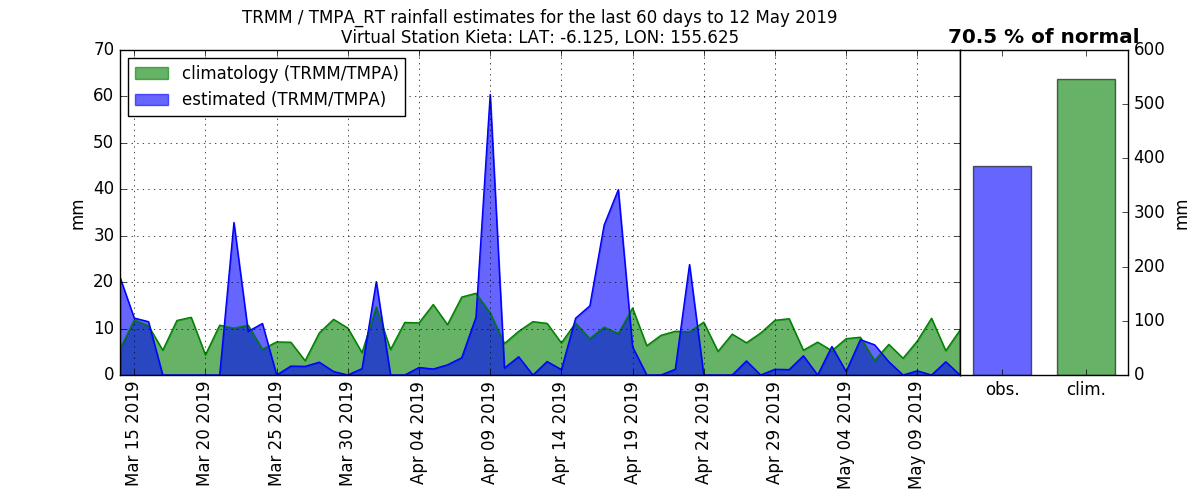 TRMM / TMPA_RT rainfall estimates for the last 60 days to 12 May 2019
Virtual Station Kieta: LAT: -6.125, LON: 155.625
70.5 % of normal
climatology (TRMM/TMPA)
estimated (TRMM/TMPA)
70
60
50
40
30
20
10
0
mm
Mar 15 2019
Mar 20 2019
Mar 25 2019
Mar 30 2019
Apr 04 2019
Apr 09 2019
Apr 14 2019
Apr 19 2019
Apr 24 2019
Apr 29 2019
May 04 2019
May 09 2019
obs.
clim.
600
500
400
300
200
100
0
mm